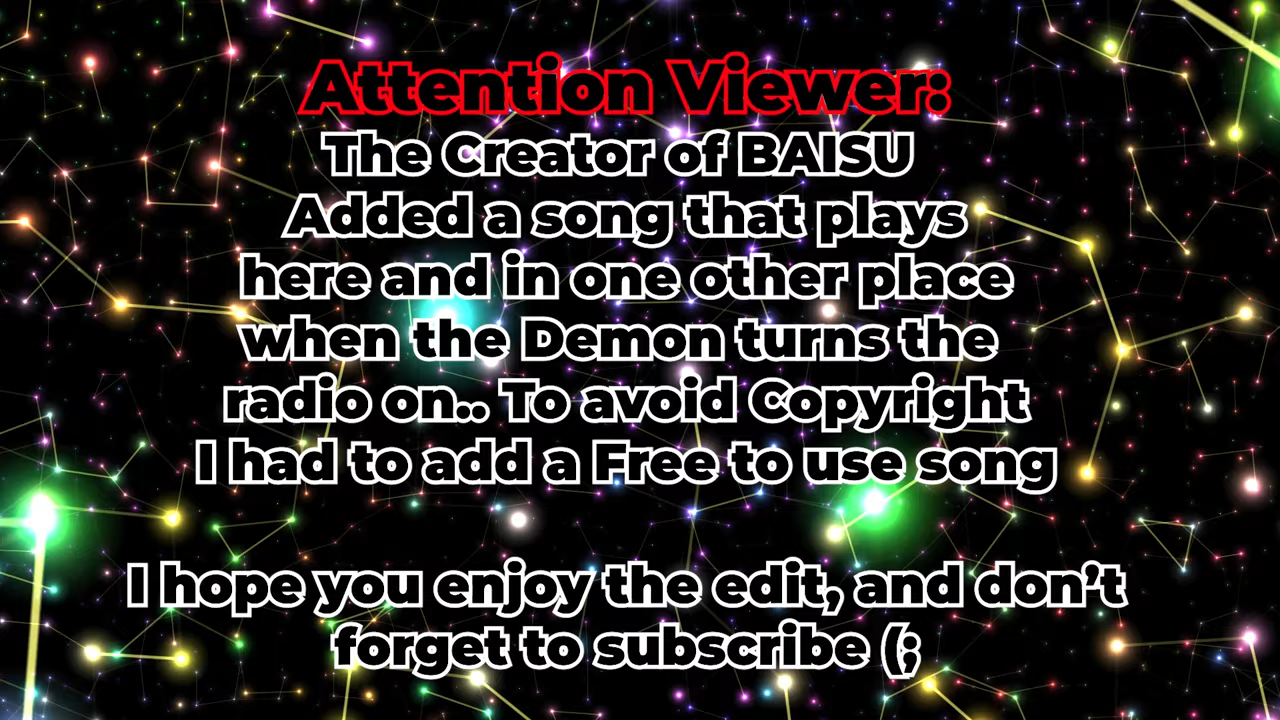 Attention Viewer:
The Creator of BAISU
Added a song that plays
here and in one other place
when the Demon turns the
radio on.. To avoid Copyright
I had to add a Free to use song
I hope you enjoy the edit, and don’t
forget to subscribe (;